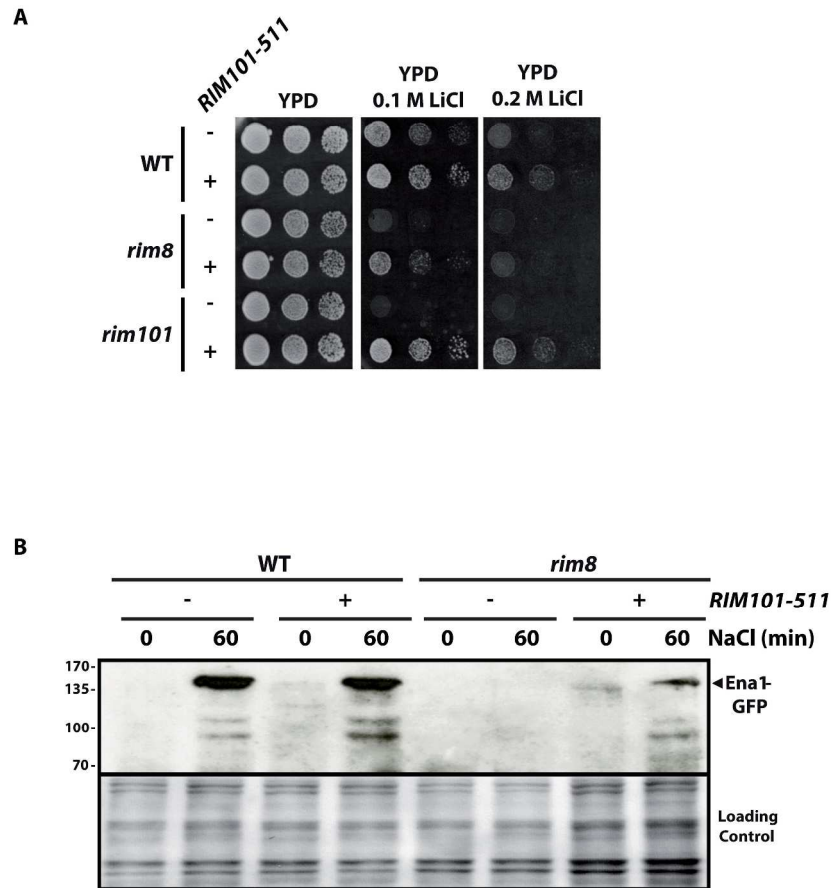 A
RIM101-511
YPD
YPD
0.1 M LiCl
YPD
0.2 M LiCl
WT
-
+
rim8
-
+
rim101
-
+
B
WT rim8
- + - + RIM101-511
0 60 0 60 0 60 0 60 NaCl (min)
170-
135-
100-
70-
◄Ena1-
GFP
Loading
Control